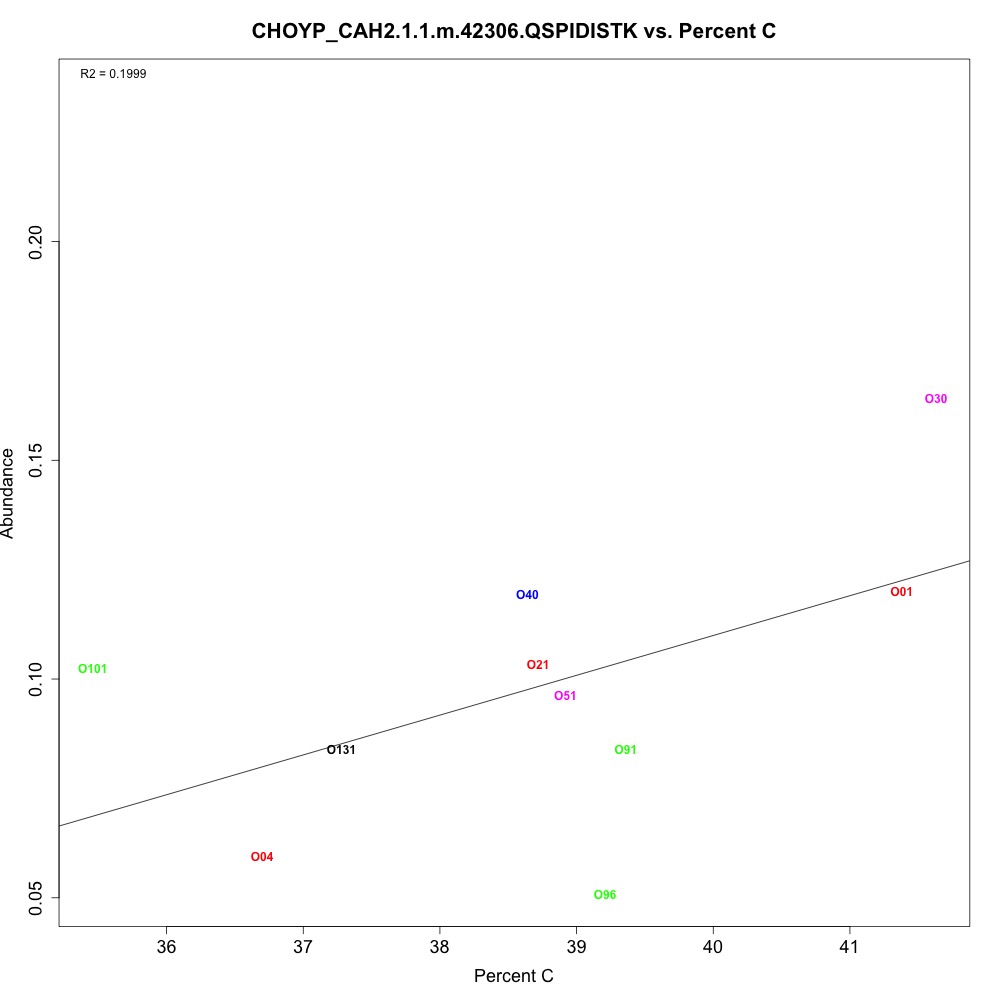 CHOYP_CAH2.1.1.m.42306.QSPIDISTK vs. Percent C
R2 = 0.1999
0.20
O30
0.15
Abundance
O40
O01
O21
O101
0.10
O51
O131
O91
O04
O96
0.05
36 37 38 39 40 41
Percent C